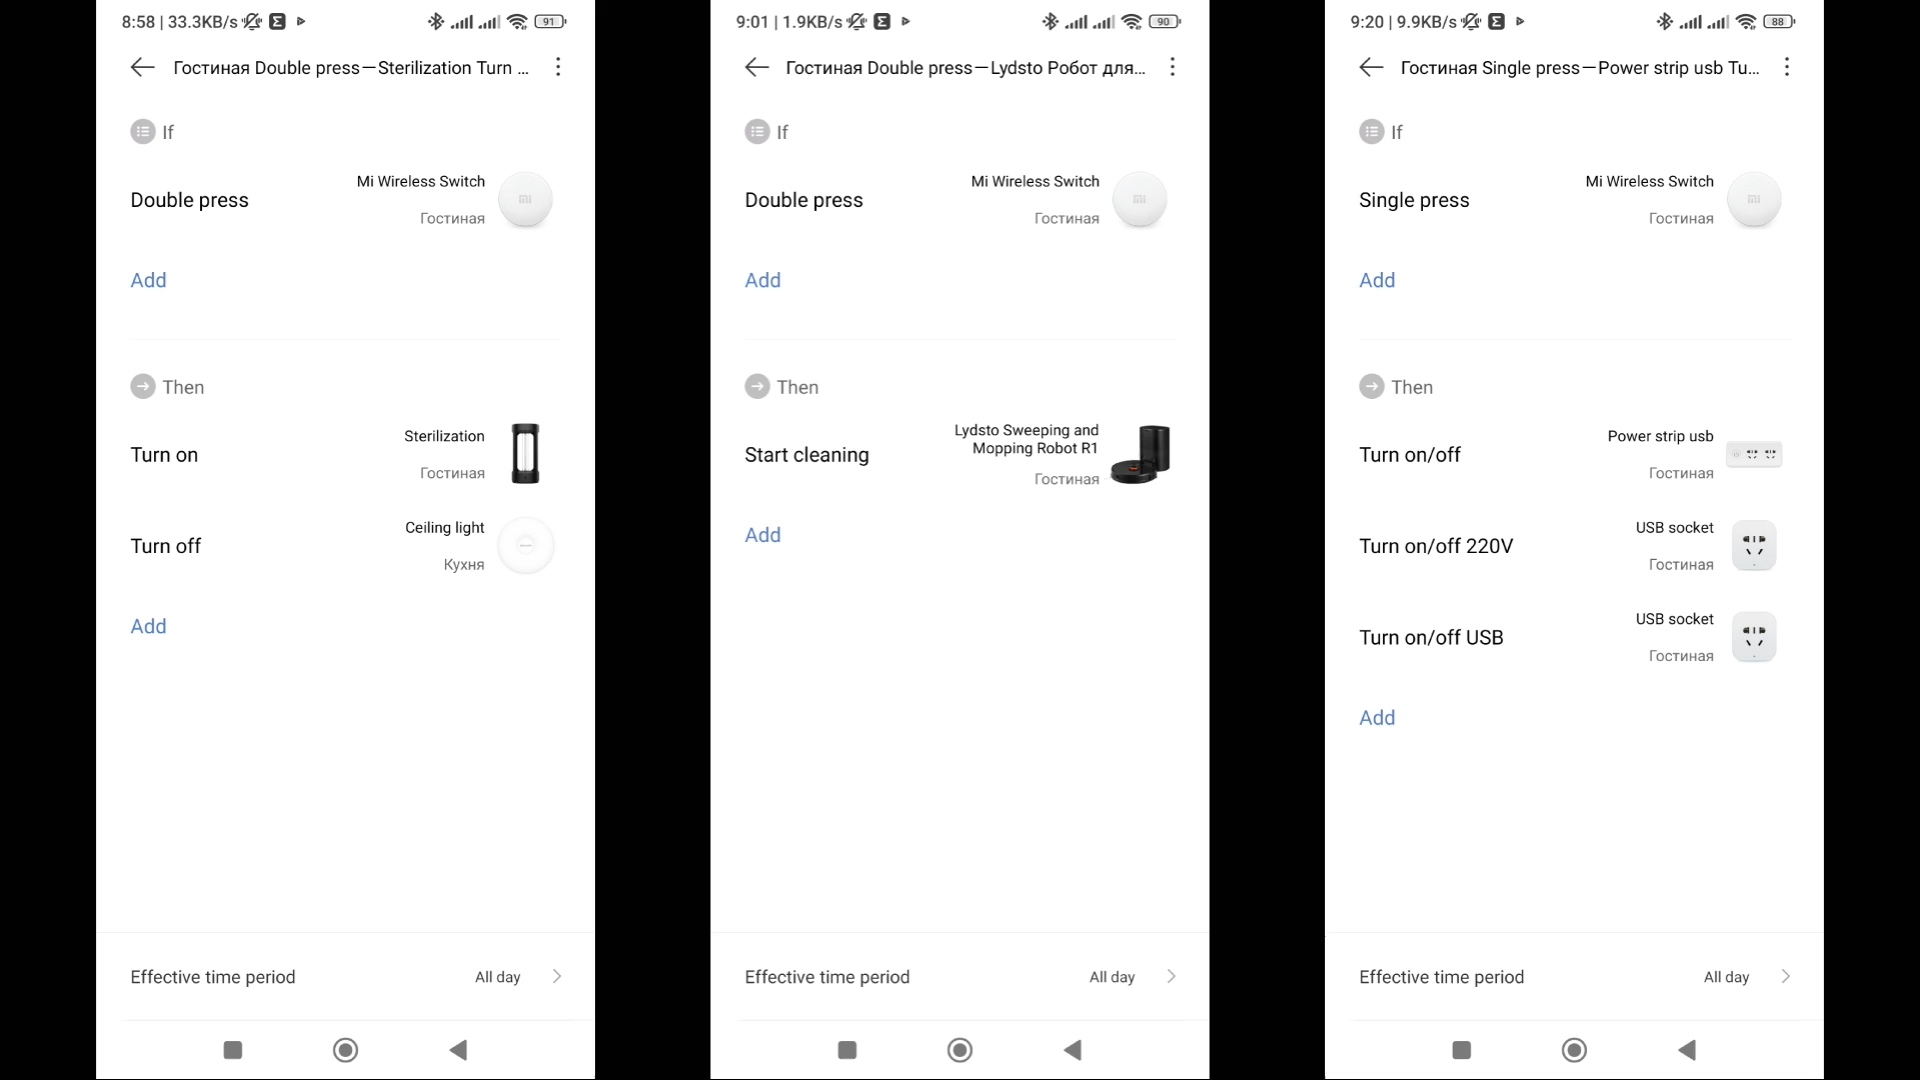 8:58 | 33.3KB/s
91
Гостиная Double press—Sterilization Turn ...
If
Double press
Mi Wireless Switch
Гостиная
Add
Then
Turn on
Sterilization
Гостиная
Turn off
Ceiling light
Кухня
Add
Effective time period
All day
9:01 | 1.9KB/s
90
Гостиная Double press—Lydsto Робот для...
If
Double press
Mi Wireless Switch
Гостиная
Add
Then
Start cleaning
Lydsto Sweeping and
Mopping Robot R1
Гостиная
Add
Effective time period
All day
9:20 | 9.9KB/s
88
Гостиная Single press—Power strip usb Tu...
If
Single press
Mi Wireless Switch
Гостиная
Add
Then
Turn on/off
Power strip usb
Гостиная
Turn on/off 220V
USB socket
Гостиная
Turn on/off USB
USB socket
Гостиная
Add
Effective time period
All day